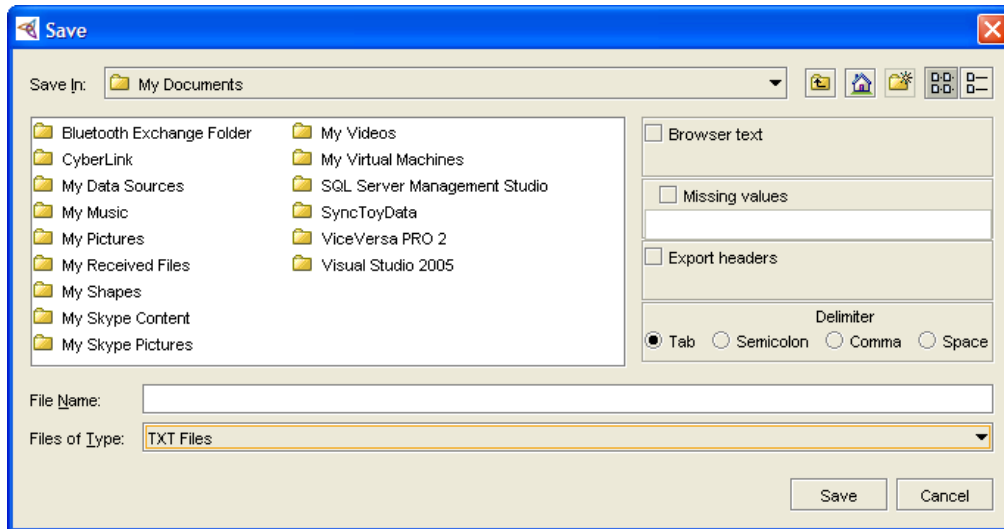 Save
Save In: My Documents
Bluetooth Exchange Folder
CyberLink
My Data Sources
My Music
My Pictures
My Received Files
My Shapes
My Skype Content
My Skype Pictures
My Videos
My Virtual Machines
SQL Server Management Studio
SyncToyData
ViceVersa PRO 2
Visual Studio 2005
Browser text
Missing values
Export headers
Delimiter
Tab Semicolon Comma Space
File Name:
Files of Type: TXT Files
Save Cancel